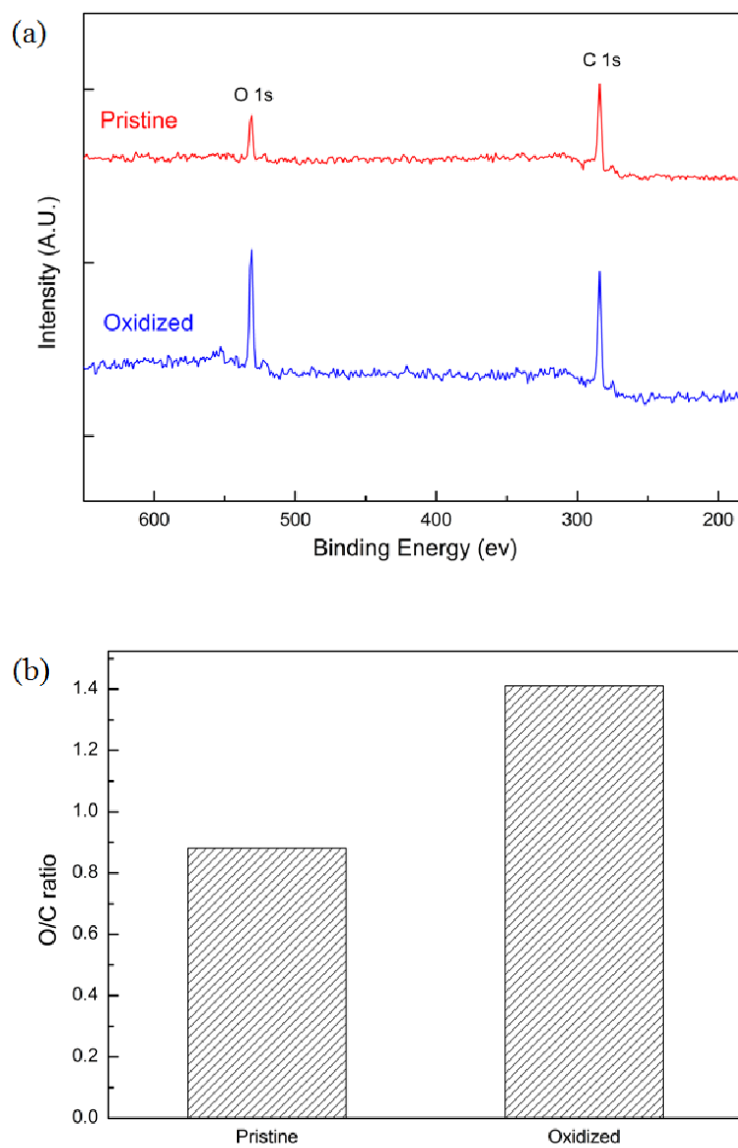 (a)
C 1s
O 1s
Pristine
Oxidized
Intensity (A.U.)
600 500 400 300 200
Binding Energy (ev)
(b)
1.4
1.2
1.0
0.8
0.6
0.4
0.2
0.0
O/C ratio
Pristine Oxidized